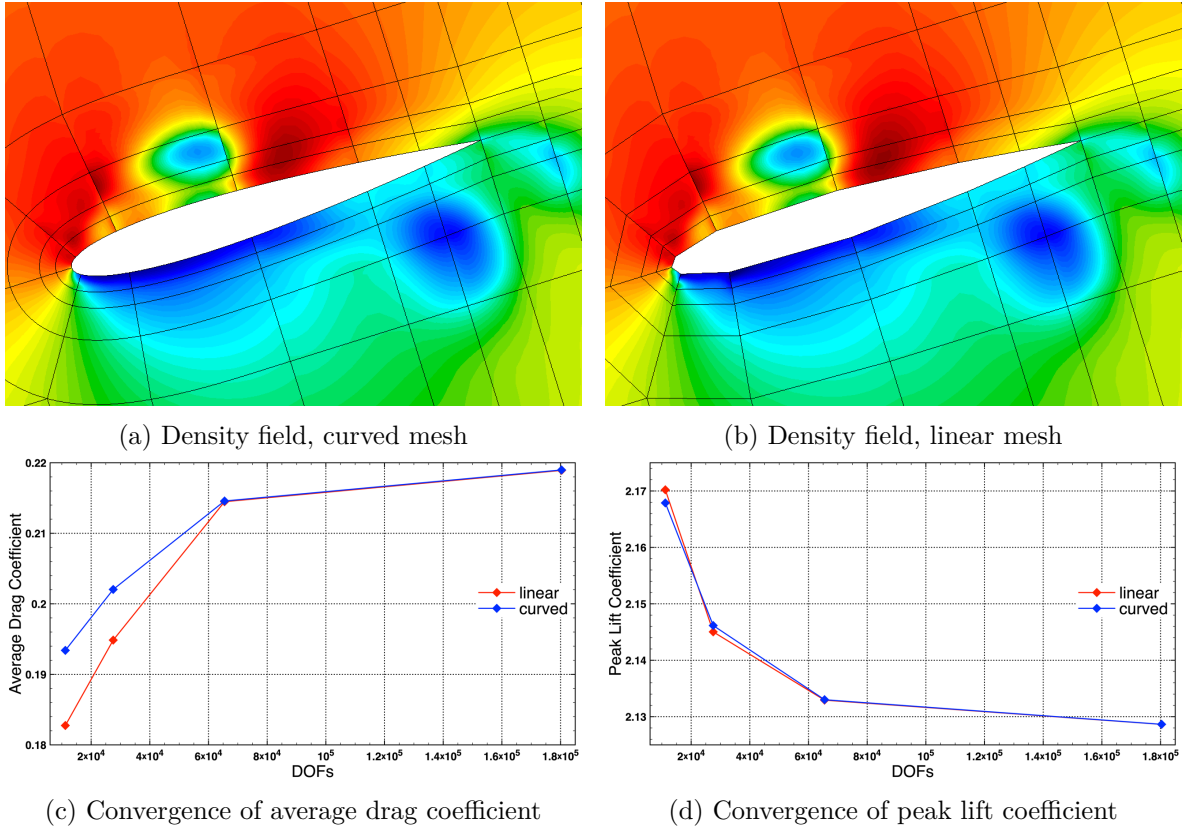 (a) Density field, curved mesh
(b) Density field, linear mesh
0.22
0.21
0.2
0.19
0.18
Average Drag Coefficient
linear
curved
2×10⁴ 4×10⁴ 6×10⁴ 8×10⁴ 10⁵ 1.2×10⁵ 1.4×10⁵ 1.6×10⁵ 1.8×10⁵
DOFs
2.17
2.16
2.15
2.14
2.13
Peak Lift Coefficient
linear
curved
2×10⁴ 4×10⁴ 6×10⁴ 8×10⁴ 10⁵ 1.2×10⁵ 1.4×10⁵ 1.6×10⁵ 1.8×10⁵
DOFs
(c) Convergence of average drag coefficient
(d) Convergence of peak lift coefficient